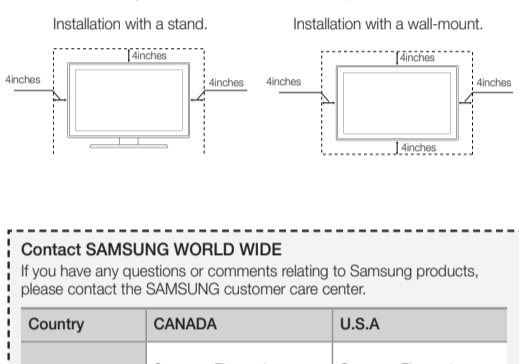 Installation with a stand.
4inches
4inches
4inches
Installation with a wall-mount.
4inches
4inches
4inches
4inches
Contact SAMSUNG WORLD WIDE
If you have any questions or comments relating to Samsung products,
please contact the SAMSUNG customer care center.
Country CANADA U.S.A